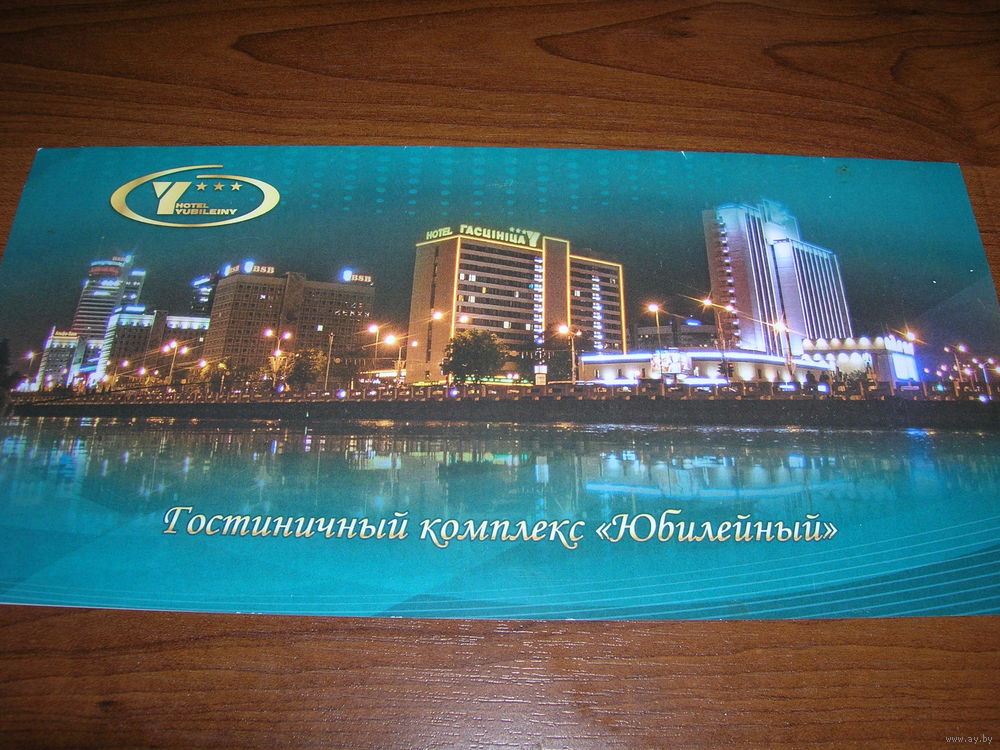 HOTEL
YUBILEINY
HOTEL ГАСЦІНІЦА
BSB
BSB
Гостиничный комплекс «Юбилейный»
www.ay.by